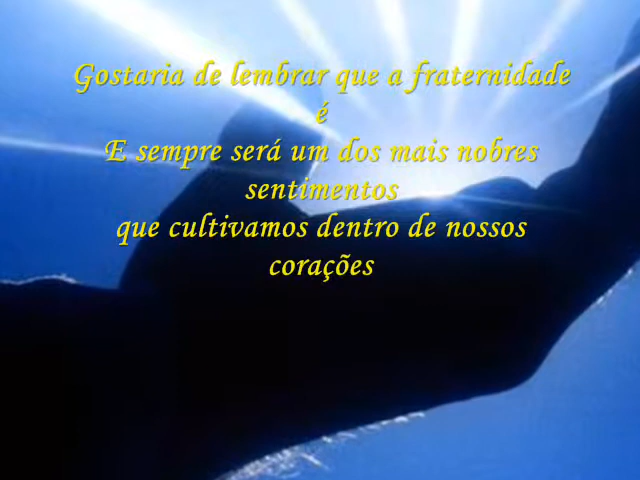 Gostaria de lembrar que a fraternidade
é
E sempre será um dos mais nobres
sentimentos
que cultivamos dentro de nossos
corações